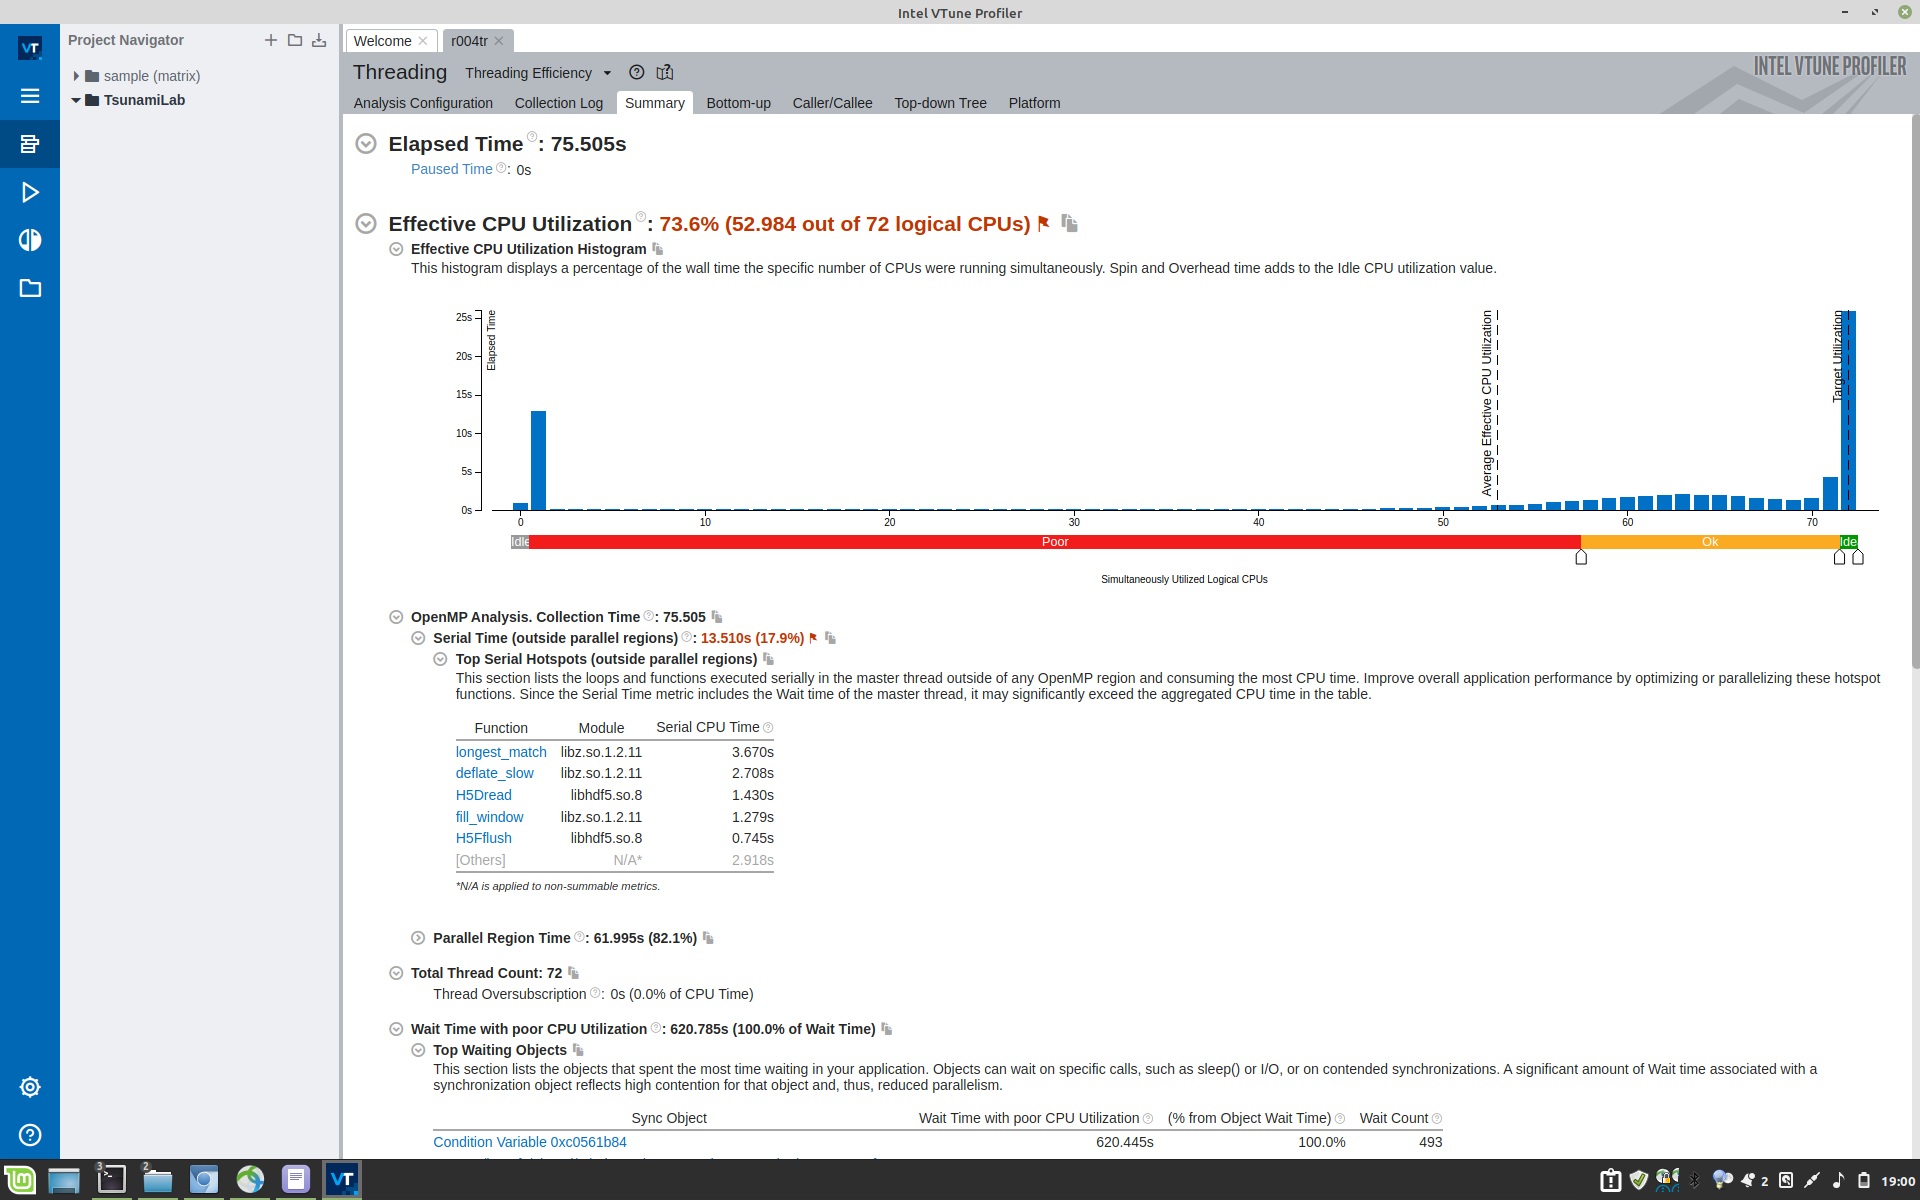 Intel VTune Profiler
Project Navigator
sample (matrix)
TsunamiLab
Welcome
r004tr
Threading
Threading Efficiency
INTEL VTUNE PROFILER
Analysis Configuration
Collection Log
Summary
Bottom-up
Caller/Callee
Top-down Tree
Platform
Elapsed Time : 75.505s
Paused Time : 0s
Effective CPU Utilization : 73.6% (52.984 out of 72 logical CPUs)
Effective CPU Utilization Histogram
This histogram displays a percentage of the wall time the specific number of CPUs were running simultaneously. Spin and Overhead time adds to the Idle CPU utilization value.
25s
20s
15s
10s
5s
0s
Elapsed Time
Average Effective CPU Utilization
Target Utilization
0 10 20 30 40 50 60 70
Idle Poor Ok Ide
Simultaneously Utilized Logical CPUs
OpenMP Analysis. Collection Time : 75.505
Serial Time (outside parallel regions) : 13.510s (17.9%)
Top Serial Hotspots (outside parallel regions)
This section lists the loops and functions executed serially in the master thread outside of any OpenMP region and consuming the most CPU time. Improve overall application performance by optimizing or parallelizing these hotspot
functions. Since the Serial Time metric includes the Wait time of the master thread, it may significantly exceed the aggregated CPU time in the table.
Function Module Serial CPU Time
longest_match libz.so.1.2.11 3.670s
deflate_slow libz.so.1.2.11 2.708s
H5Dread libhdf5.so.8 1.430s
fill_window libz.so.1.2.11 1.279s
H5Fflush libhdf5.so.8 0.745s
[Others] N/A* 2.918s
*N/A is applied to non-summable metrics.
Parallel Region Time : 61.995s (82.1%)
Total Thread Count: 72
Thread Oversubscription : 0s (0.0% of CPU Time)
Wait Time with poor CPU Utilization : 620.785s (100.0% of Wait Time)
Top Waiting Objects
This section lists the objects that spent the most time waiting in your application. Objects can wait on specific calls, such as sleep() or I/O, or on contended synchronizations. A significant amount of Wait time associated with a
synchronization object reflects high contention for that object and, thus, reduced parallelism.
Sync Object Wait Time with poor CPU Utilization (% from Object Wait Time) Wait Count
Condition Variable 0xc0561b84 620.445s 100.0% 493
3 2 VT 2 19:00